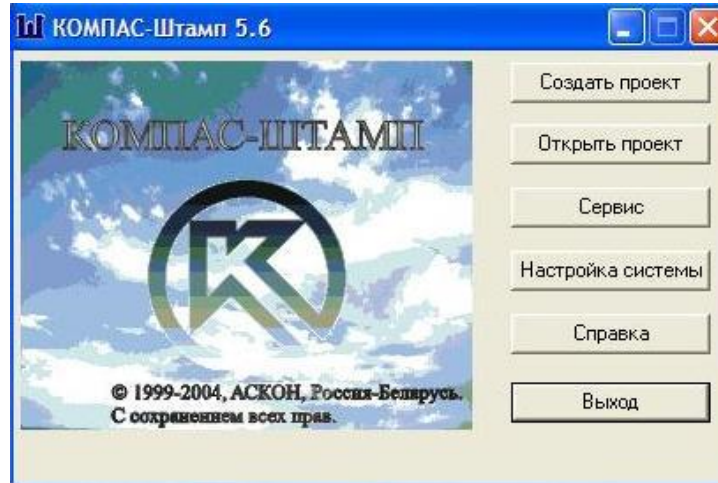 КОМПАС-Штамп 5.6
КОМПАС-ШТАМП
© 1999-2004, АСКОН, Россия-Беларусь.
С сохранением всех прав.
Создать проект
Открыть проект
Сервис
Настройка системы
Справка
Выход